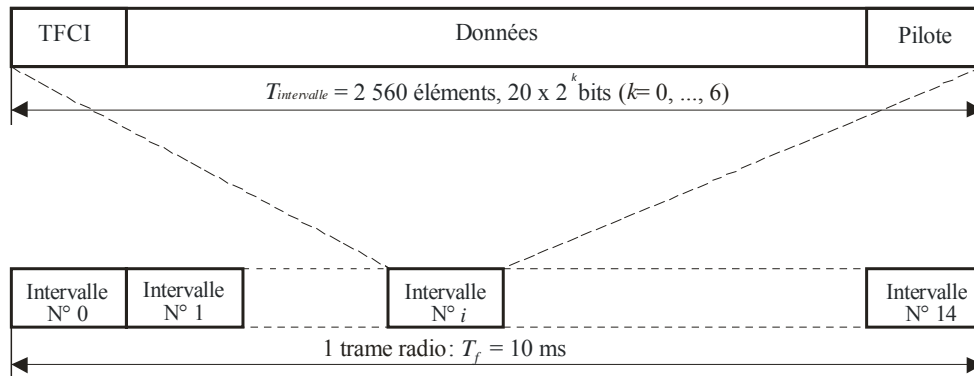 TFCI
Données
Pilote
Tintervalle = 2 560 éléments, 20 x 2^k bits (k= 0, ..., 6)
Intervalle
N° 0
Intervalle
N° 1
Intervalle
N° i
Intervalle
N° 14
1 trame radio: Tf = 10 ms